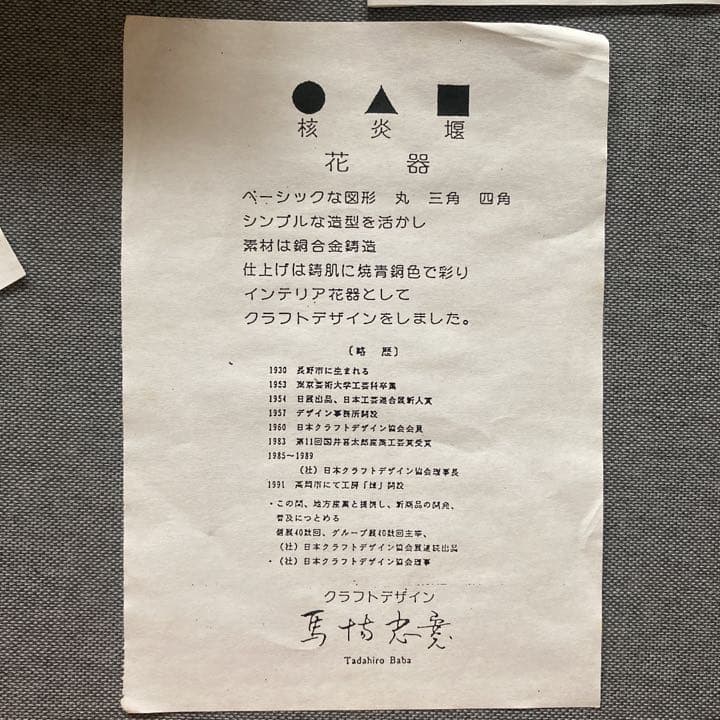 ●▲■
核 炎 堰
花 器
ベーシックな図形 丸 三角 四角
シンプルな造型を活かし
素材は銅合金鋳造
仕上げは鋳肌に焼青銅色で彩り
インテリア花器として
クラフトデザインをしました。
〔略 歴〕
1930 長野市に生まれる
1953 東京芸術大学工芸科卒業
1954 日展出品、日本工芸連合展新人賞
1957 デザイン事務所開設
1960 日本クラフトデザイン協会会員
1983 第11回国井喜太郎産業工芸賞受賞
1985～1989
(社)日本クラフトデザイン協会理事長
1991 高岡市にて工房「」開設
・この間、地方産業と提携し、新商品の開発、
普及につとめる
個展40数回、グループ展40数回主宰、
(社)日本クラフトデザイン協会展連続出品
・(社)日本クラフトデザイン協会理事
クラフトデザイン
馬場忠寛
Tadahiro Baba